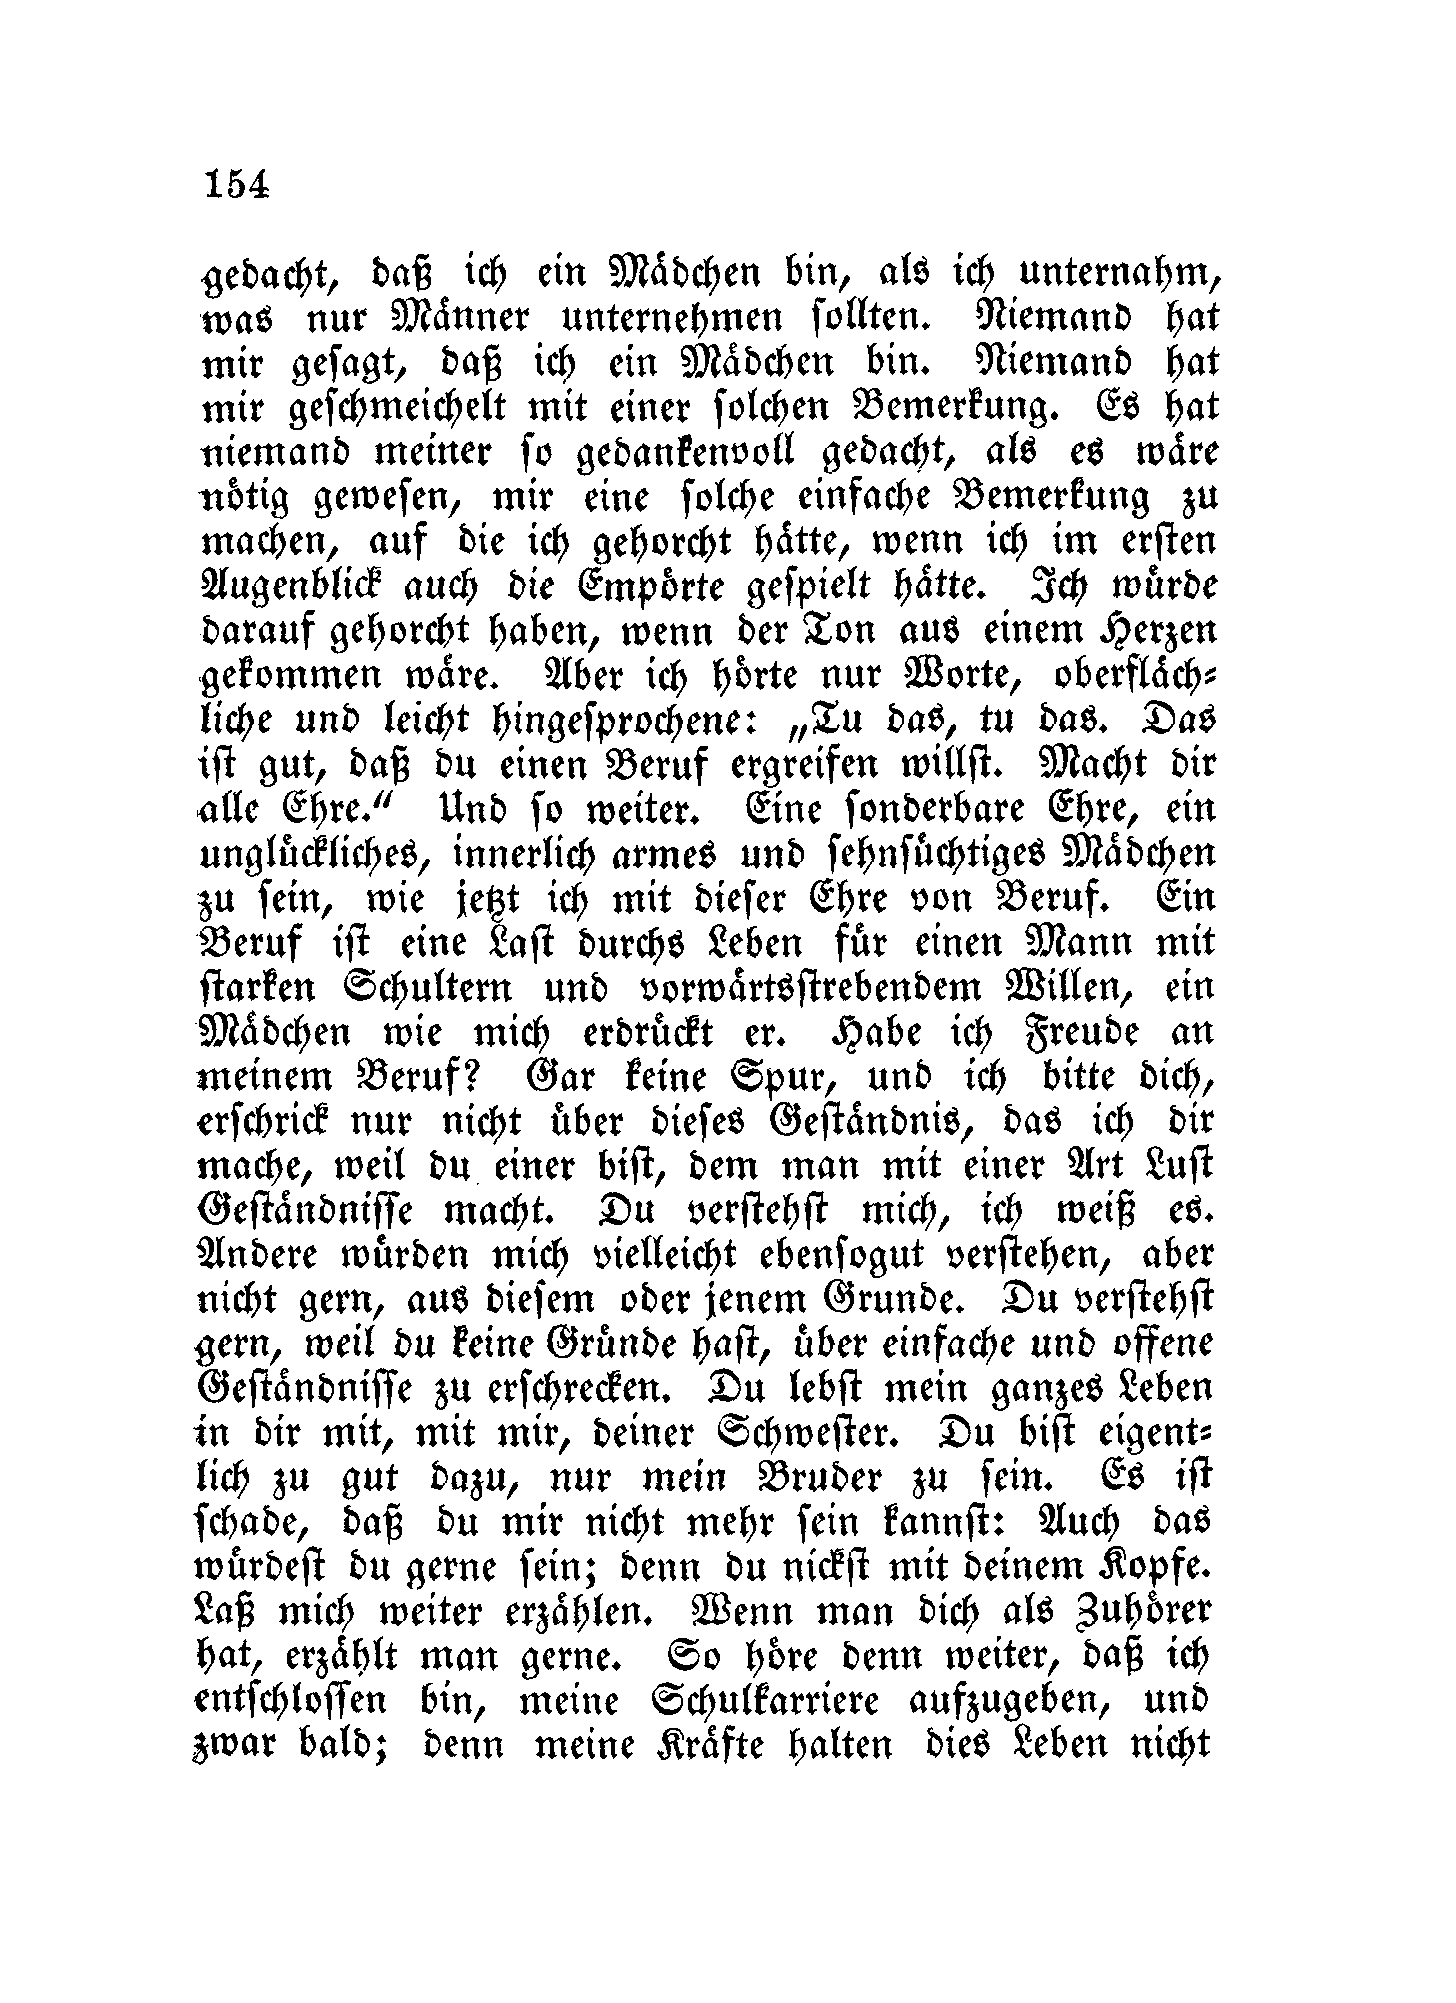 154
gedacht, daß ich ein Mädchen bin, als ich unternahm,
was nur Männer unternehmen sollten. Niemand hat
mir gesagt, daß ich ein Mädchen bin. Niemand hat
mir geschmeichelt mit einer solchen Bemerkung. Es hat
niemand meiner so gedankenvoll gedacht, als es wäre
nötig gewesen, mir eine solche einfache Bemerkung zu
machen, auf die ich gehorcht hätte, wenn ich im ersten
Augenblick auch die Empörte gespielt hätte. Ich würde
darauf gehorcht haben, wenn der Ton aus einem Herzen
gekommen wäre. Aber ich hörte nur Worte, oberfläch-
liche und leicht hingesprochene: „Tu das, tu das. Das
ist gut, daß du einen Beruf ergreifen willst. Macht dir
alle Ehre.“ Und so weiter. Eine sonderbare Ehre, ein
unglückliches, innerlich armes und sehnsüchtiges Mädchen
zu sein, wie jetzt ich mit dieser Ehre von Beruf. Ein
Beruf ist eine Last durchs Leben für einen Mann mit
starken Schultern und vorwärtsstrebendem Willen, ein
Mädchen wie mich erdrückt er. Habe ich Freude an
meinem Beruf? Gar keine Spur, und ich bitte dich,
erschrick nur nicht über dieses Geständnis, das ich dir
mache, weil du einer bist, dem man mit einer Art Lust
Geständnisse macht. Du verstehst mich, ich weiß es.
Andere würden mich vielleicht ebensogut verstehen, aber
nicht gern, aus diesem oder jenem Grunde. Du verstehst
gern, weil du keine Gründe hast, über einfache und offene
Geständnisse zu erschrecken. Du lebst mein ganzes Leben
in dir mit, mit mir, deiner Schwester. Du bist eigent-
lich zu gut dazu, nur mein Bruder zu sein. Es ist
schade, daß du mir nicht mehr sein kannst: Auch das
würdest du gerne sein; denn du nickst mit deinem Kopfe.
Laß mich weiter erzählen. Wenn man dich als Zuhörer
hat, erzählt man gerne. So höre denn weiter, daß ich
entschlossen bin, meine Schulkarriere aufzugeben, und
zwar bald; denn meine Kräfte halten dies Leben nicht